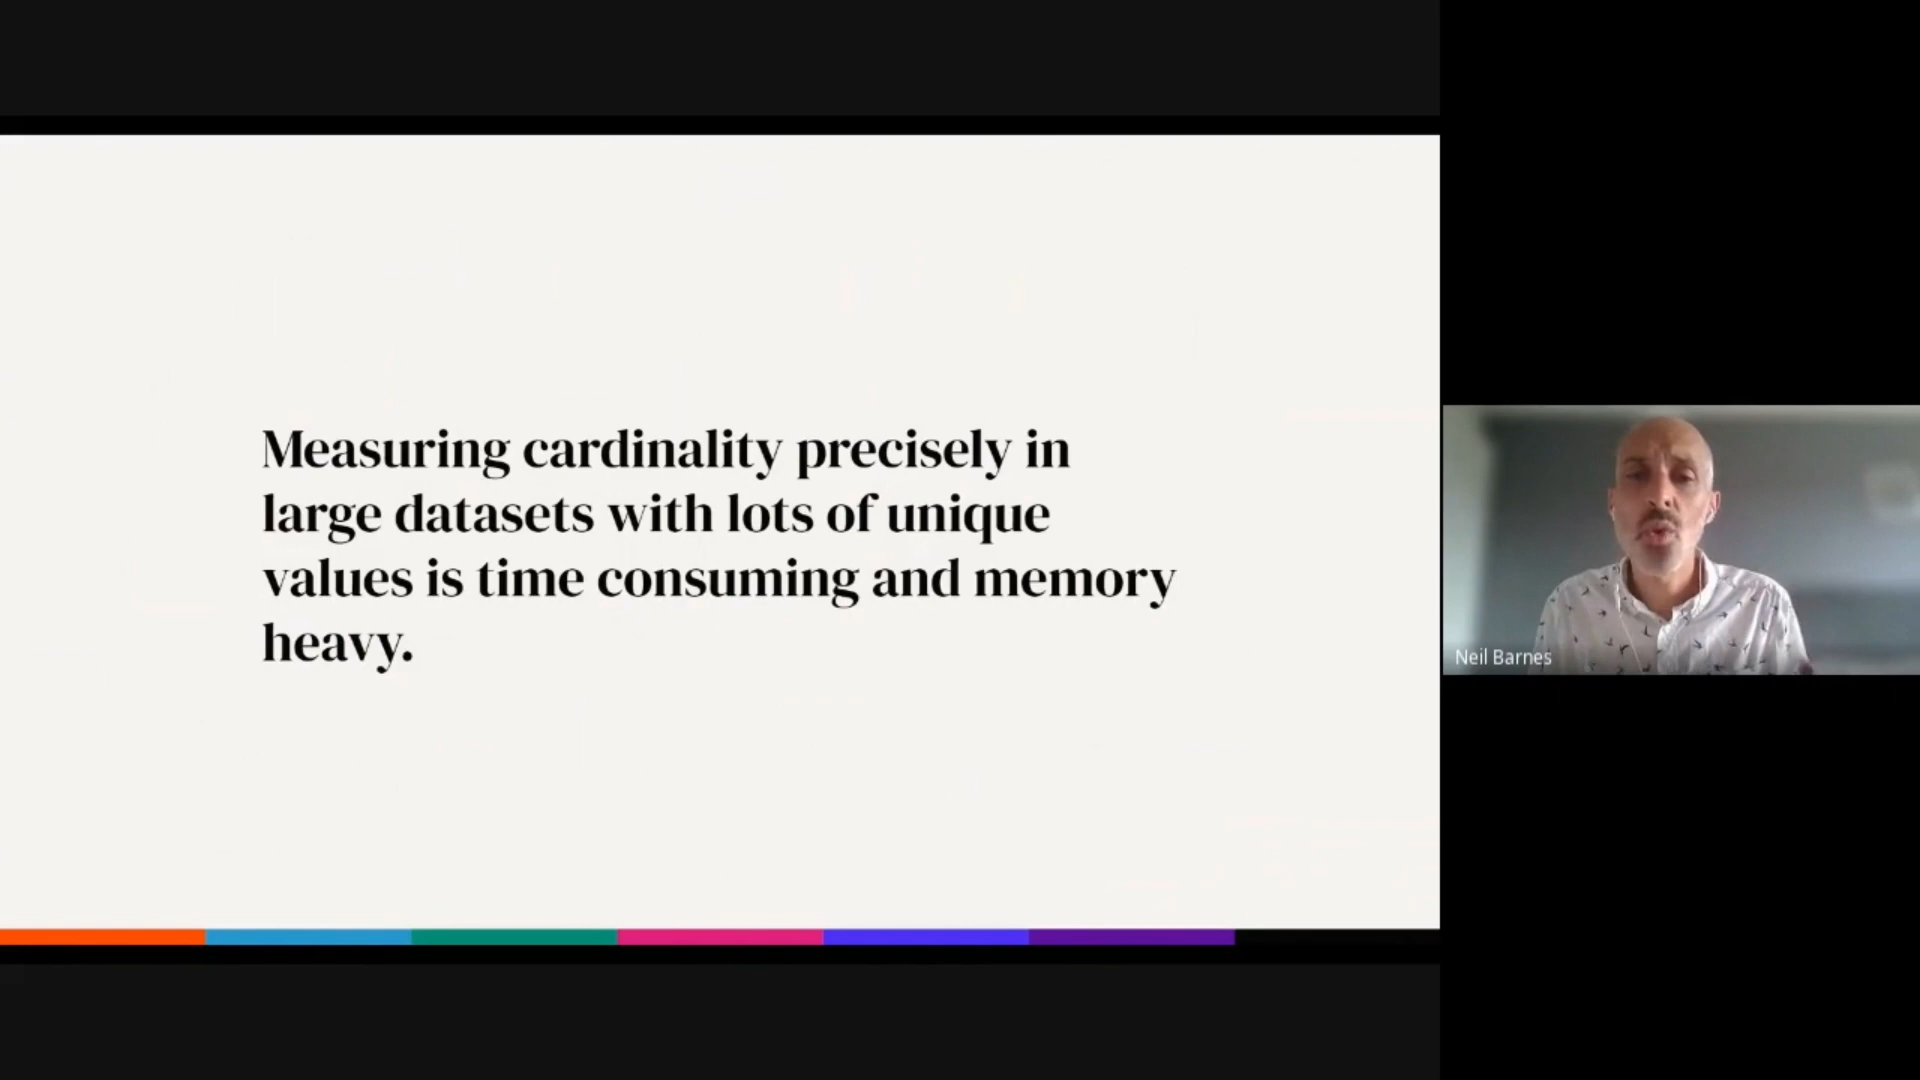 Measuring cardinality precisely in
large datasets with lots of unique
values is time consuming and memory
heavy.
Neil Barnes